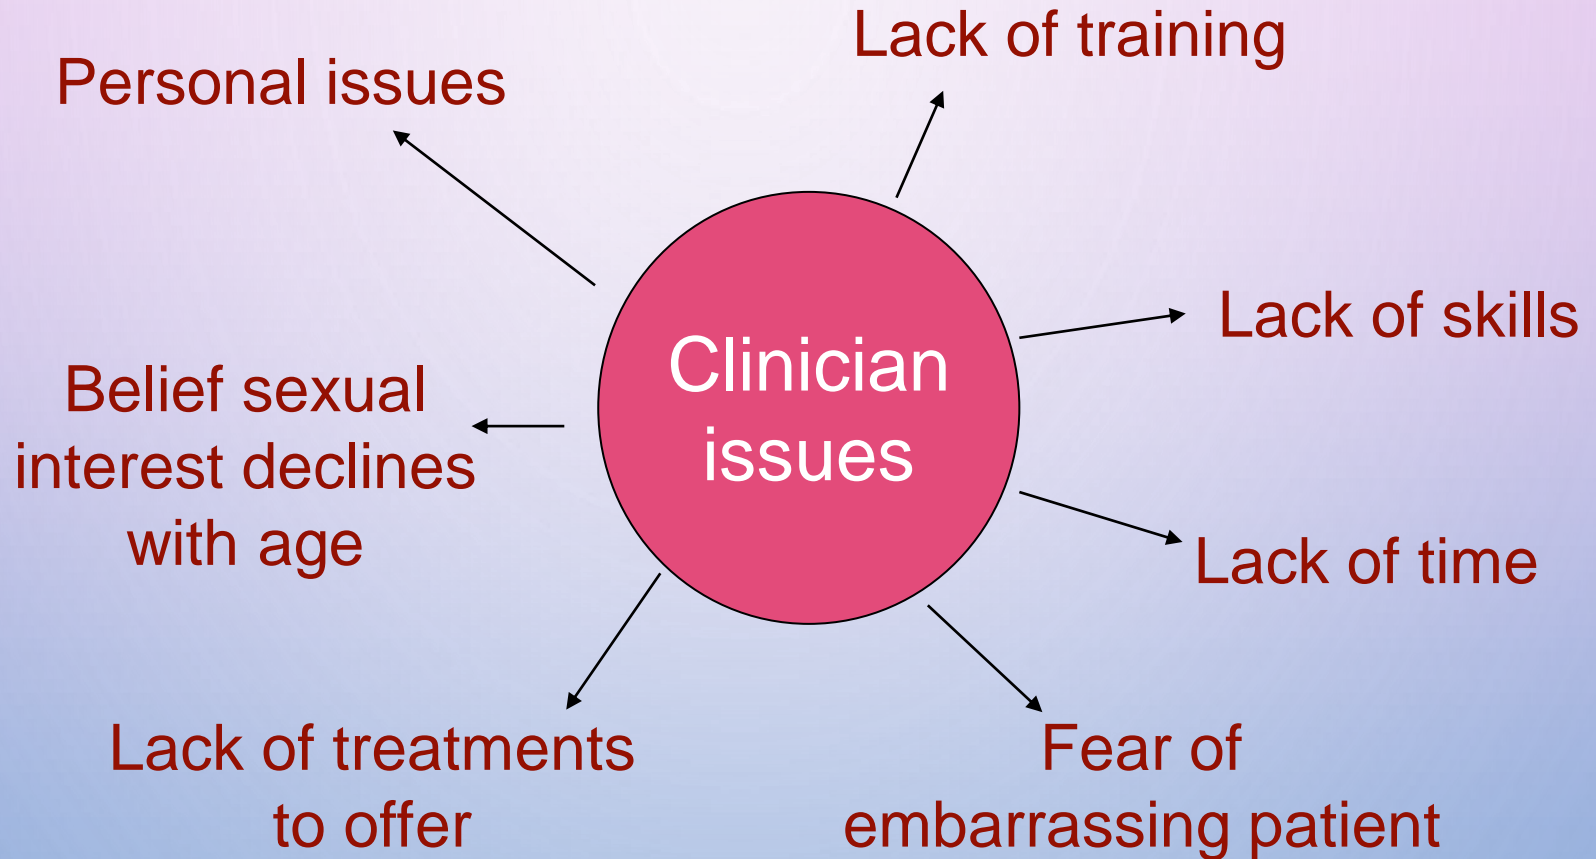 Lack of training
Personal issues
Lack of skills
Clinician
issues
Belief sexual
interest declines
with age
Lack of time
Lack of treatments
to offer
Fear of
embarrassing patient